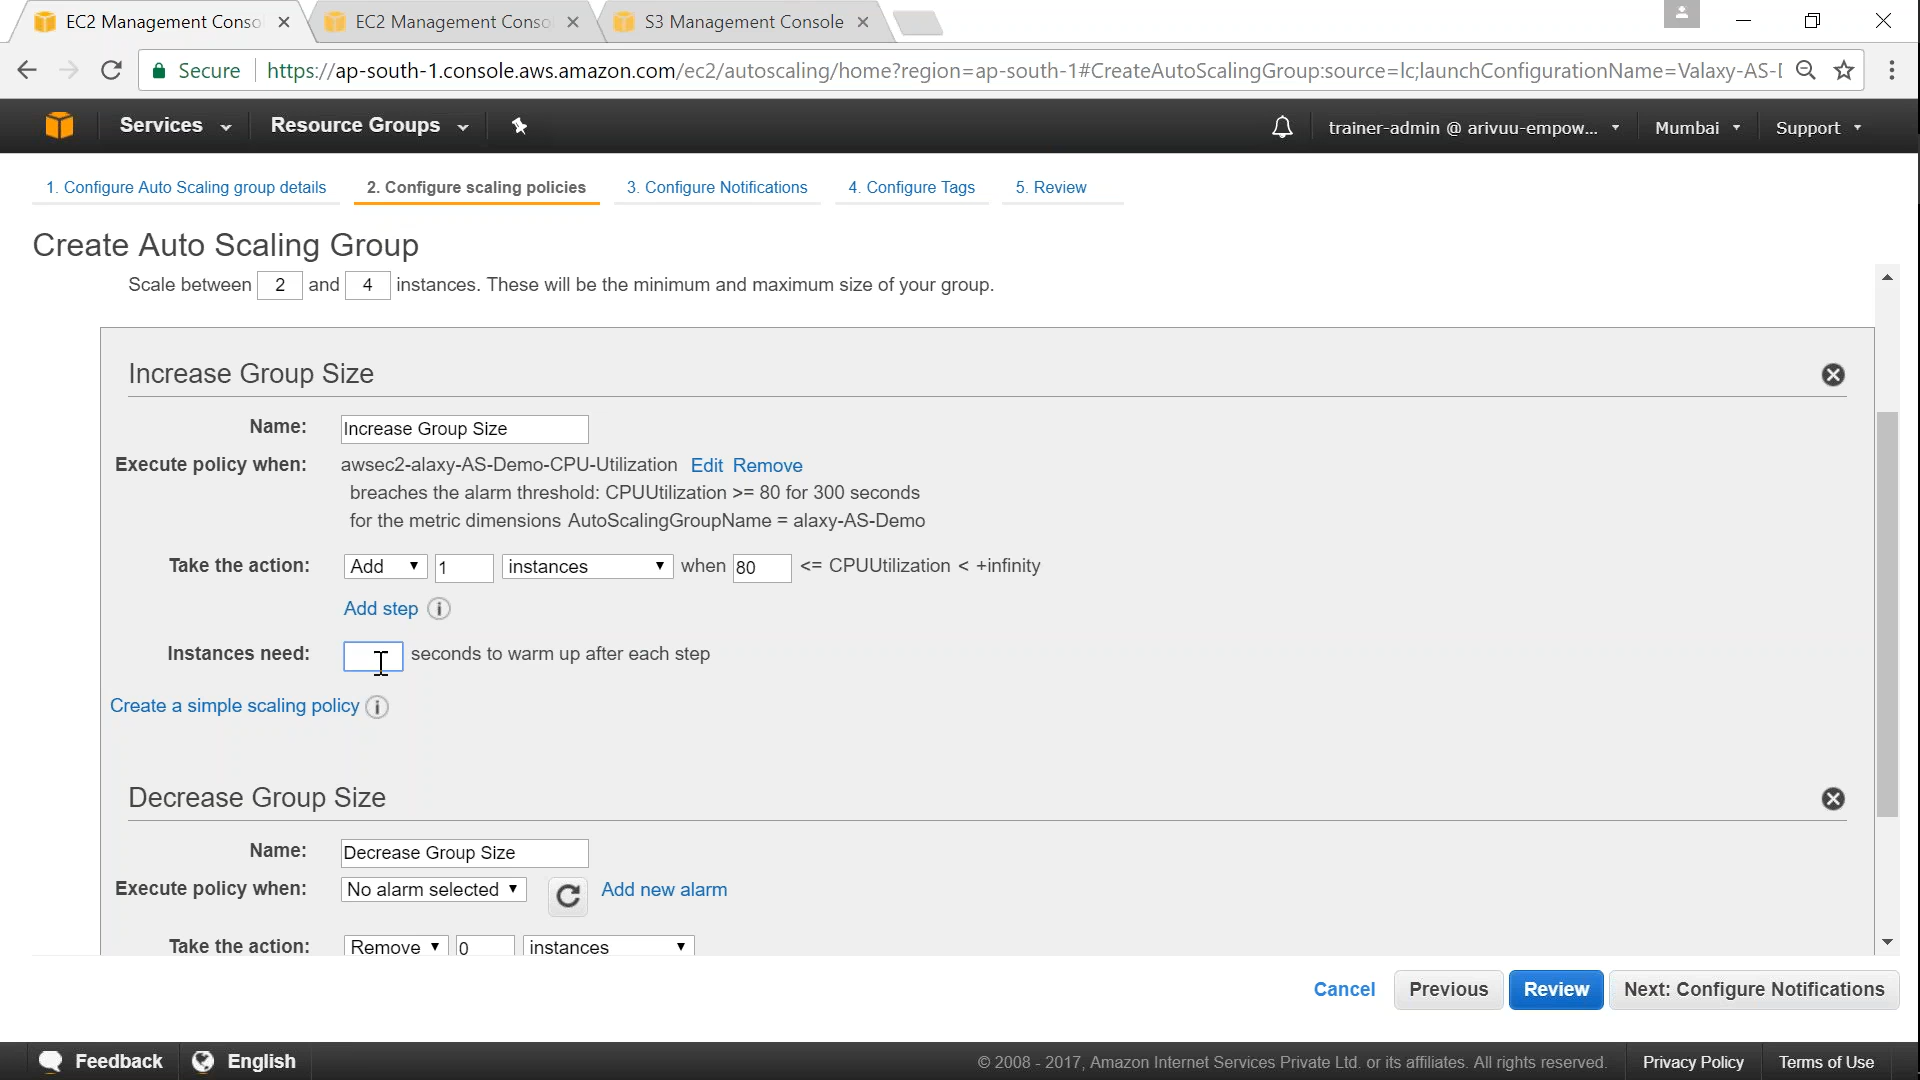 EC2 Management Conso
EC2 Management Conso
S3 Management Console
Secure
https://ap-south-1.console.aws.amazon.com/ec2/autoscaling/home?region=ap-south-1#CreateAutoScalingGroup:source=lc;launchConfigurationName=Valaxy-AS-
Services
Resource Groups
trainer-admin @ arivuu-empow...
Mumbai
Support
1. Configure Auto Scaling group details
2. Configure scaling policies
3. Configure Notifications
4. Configure Tags
5. Review
Create Auto Scaling Group
Scale between 2 and 4 instances. These will be the minimum and maximum size of your group.
Increase Group Size
Name: Increase Group Size
Execute policy when: awsec2-alaxy-AS-Demo-CPU-Utilization Edit Remove
breaches the alarm threshold: CPUUtilization >= 80 for 300 seconds
for the metric dimensions AutoScalingGroupName = alaxy-AS-Demo
Take the action: Add 1 instances when 80 <= CPUUtilization < +infinity
Add step i
Instances need: seconds to warm up after each step
Create a simple scaling policy i
Decrease Group Size
Name: Decrease Group Size
Execute policy when: No alarm selected Add new alarm
Take the action: Remove 0 instances
Cancel
Previous
Review
Next: Configure Notifications
Feedback
English
© 2008 - 2017, Amazon Internet Services Private Ltd. or its affiliates. All rights reserved.
Privacy Policy
Terms of Use